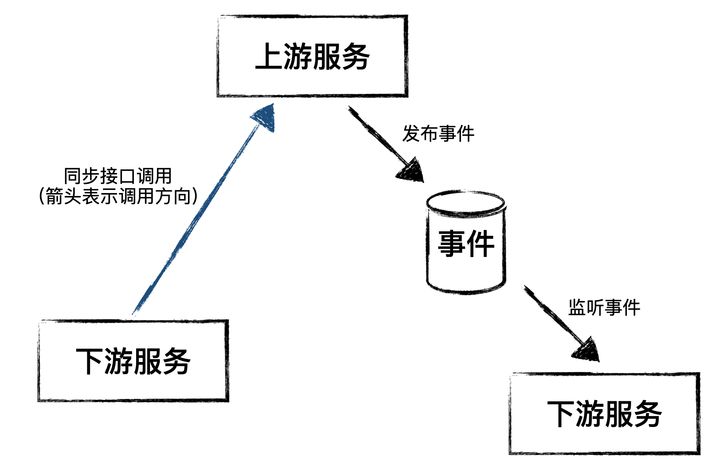 上游服务
发布事件
同步接口调用
(箭头表示调用方向)
事件
监听事件
下游服务
下游服务